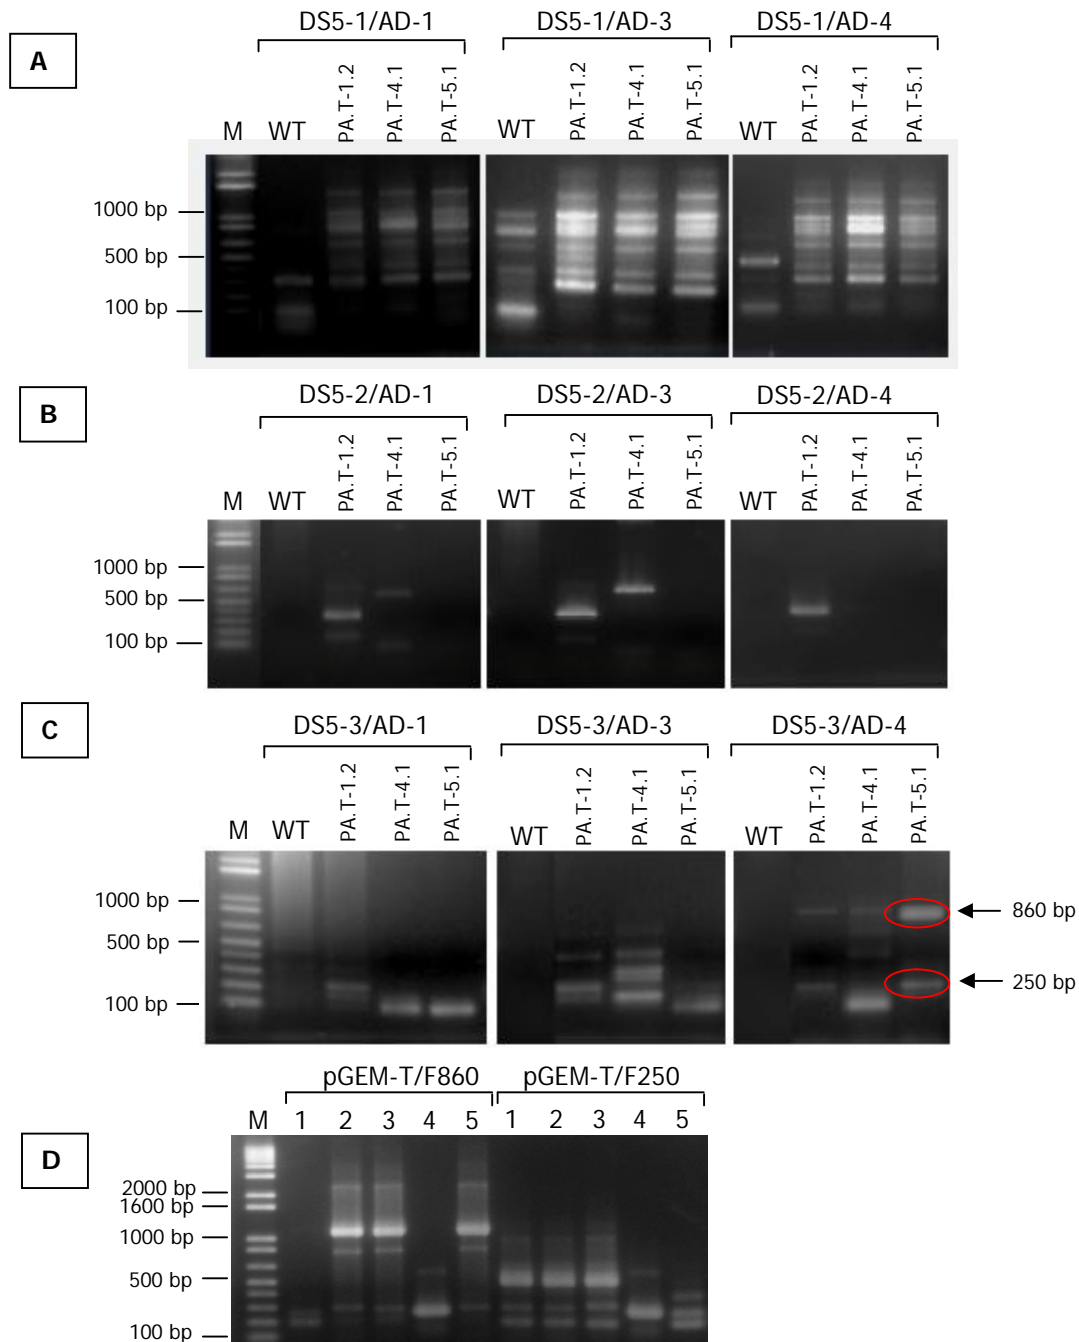 DS5-1/AD-1 DS5-1/AD-3 DS5-1/AD-4
A
M WT PA.T-1.2 PA.T-4.1 PA.T-5.1 WT PA.T-1.2 PA.T-4.1 PA.T-5.1 WT PA.T-1.2 PA.T-4.1 PA.T-5.1
1000 bp
500 bp
100 bp
DS5-2/AD-1 DS5-2/AD-3 DS5-2/AD-4
B
M WT PA.T-1.2 PA.T-4.1 PA.T-5.1 WT PA.T-1.2 PA.T-4.1 PA.T-5.1 WT PA.T-1.2 PA.T-4.1 PA.T-5.1
1000 bp
500 bp
100 bp
DS5-3/AD-1 DS5-3/AD-3 DS5-3/AD-4
C
M WT PA.T-1.2 PA.T-4.1 PA.T-5.1 WT PA.T-1.2 PA.T-4.1 PA.T-5.1 WT PA.T-1.2 PA.T-4.1 PA.T-5.1
1000 bp
860 bp
500 bp
250 bp
100 bp
pGEM-T/F860 pGEM-T/F250
M 1 2 3 4 5 1 2 3 4 5
D
2000 bp
1600 bp
1000 bp
500 bp
100 bp